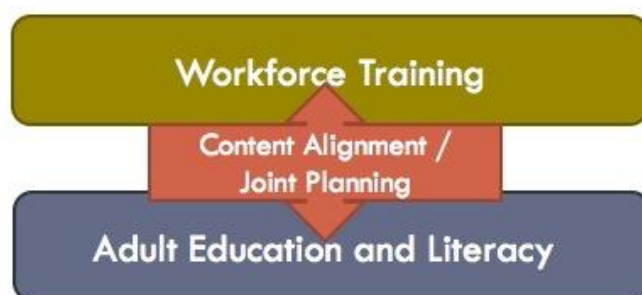 Workforce Training
Content Alignment /
Joint Planning
Adult Education and Literacy